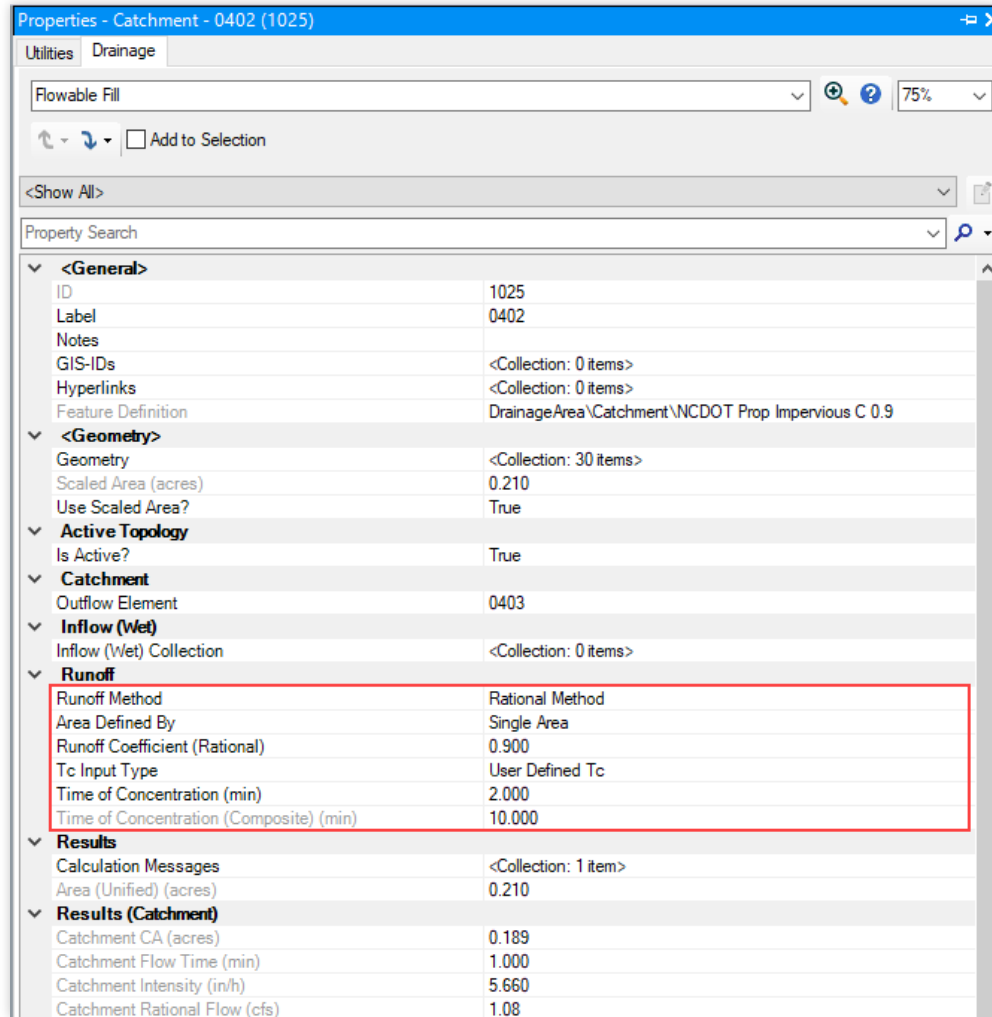 Properties - Catchment - 0402 (1025)
Utilities Drainage
Flowable Fill 75%
Add to Selection
<Show All>
Property Search
<General>
ID 1025
Label 0402
Notes
GIS-IDs <Collection: 0 items>
Hyperlinks <Collection: 0 items>
Feature Definition DrainageArea\Catchment\NCDOT Prop Impervious C 0.9
<Geometry>
Geometry <Collection: 30 items>
Scaled Area (acres) 0.210
Use Scaled Area? True
Active Topology
Is Active? True
Catchment
Outflow Element 0403
Inflow (Wet)
Inflow (Wet) Collection <Collection: 0 items>
Runoff
Runoff Method Rational Method
Area Defined By Single Area
Runoff Coefficient (Rational) 0.900
Tc Input Type User Defined Tc
Time of Concentration (min) 2.000
Time of Concentration (Composite) (min) 10.000
Results
Calculation Messages <Collection: 1 item>
Area (Unified) (acres) 0.210
Results (Catchment)
Catchment CA (acres) 0.189
Catchment Flow Time (min) 1.000
Catchment Intensity (in/h) 5.660
Catchment Rational Flow (cfs) 1.08